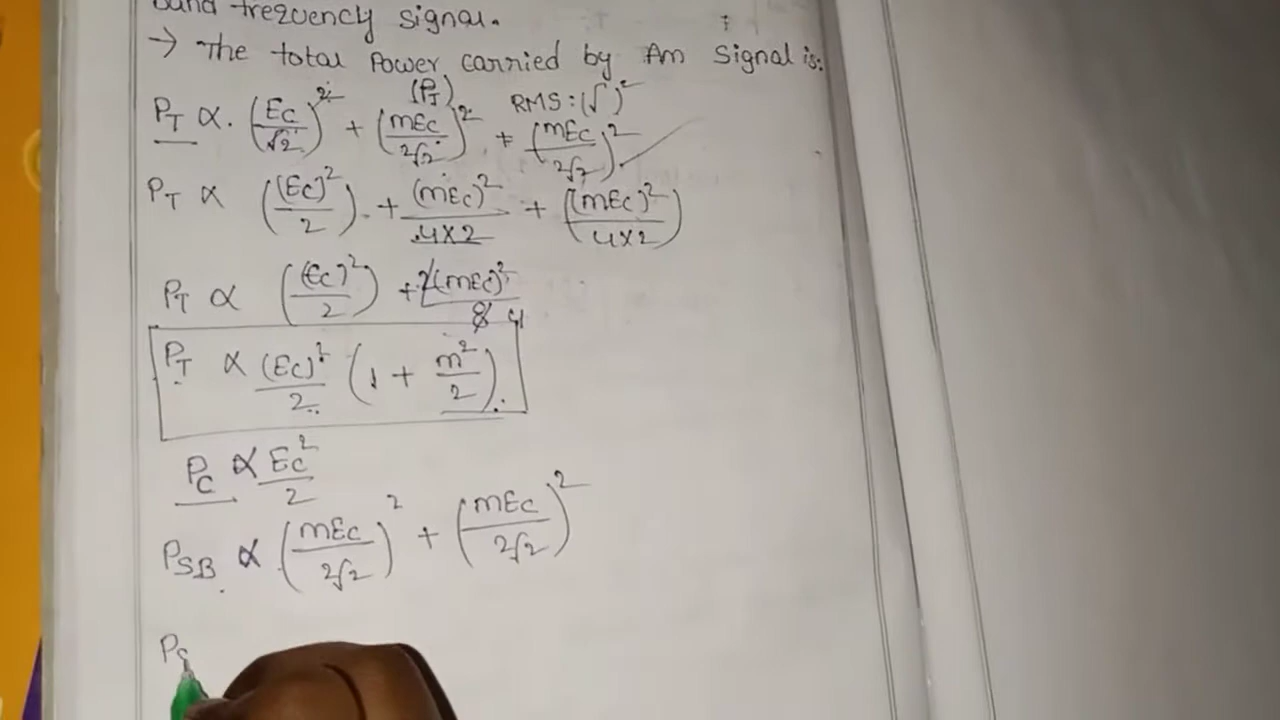 band frequency signal.
→ The total Power carried by Am Signal is:
(PT) RMS:(√)²
PT ∝ (Ec/√2)² + (mEc/2√2)² + (mEc/2√2)²
PT ∝ ((Ec)²/2) + (mEc)²/4×2 + ((mEc)²/4×2)
PT ∝ ((Ec)²/2) + 2(mEc)²/8 4
PT ∝ (Ec)²/2 (1 + m²/2)
PC ∝ Ec²/2
PSB ∝ (mEc/2√2)² + (mEc/2√2)²
PS